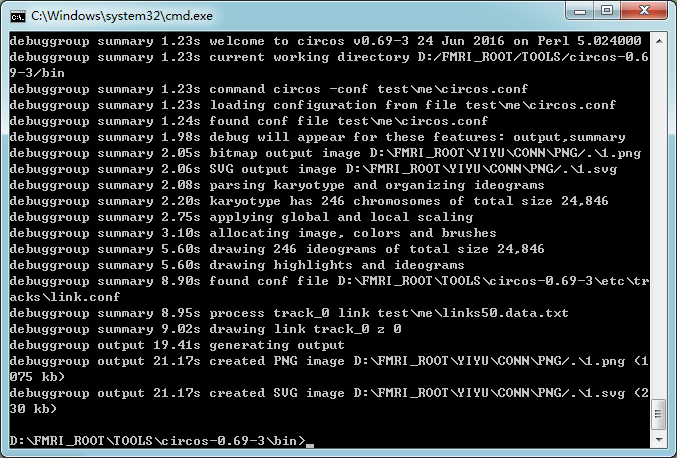 C:\Windows\system32\cmd.exe
debuggroup summary 1.23s welcome to circos v0.69-3 24 Jun 2016 on Perl 5.024000
debuggroup summary 1.23s current working directory D:/FMRI_ROOT/TOOLS/circos-0.6
9-3/bin
debuggroup summary 1.23s command circos -conf test\me\circos.conf
debuggroup summary 1.23s loading configuration from file test\me\circos.conf
debuggroup summary 1.24s found conf file test\me\circos.conf
debuggroup summary 1.98s debug will appear for these features: output,summary
debuggroup summary 2.05s bitmap output image D:\FMRI_ROOT\YIYU\CONN\PNG/.\1.png
debuggroup summary 2.06s SVG output image D:\FMRI_ROOT\YIYU\CONN\PNG/.\1.svg
debuggroup summary 2.08s parsing karyotype and organizing ideograms
debuggroup summary 2.20s karyotype has 246 chromosomes of total size 24,846
debuggroup summary 2.75s applying global and local scaling
debuggroup summary 3.10s allocating image, colors and brushes
debuggroup summary 5.60s drawing 246 ideograms of total size 24,846
debuggroup summary 5.60s drawing highlights and ideograms
debuggroup summary 8.90s found conf file D:\FMRI_ROOT\TOOLS\circos-0.69-3\etc\tr
acks\link.conf
debuggroup summary 8.95s process track_0 link test\me\links50.data.txt
debuggroup summary 9.02s drawing link track_0 z 0
debuggroup output 19.41s generating output
debuggroup output 21.17s created PNG image D:\FMRI_ROOT\YIYU\CONN\PNG/.\1.png (1
075 kb)
debuggroup output 21.17s created SVG image D:\FMRI_ROOT\YIYU\CONN\PNG/.\1.svg (2
30 kb)
D:\FMRI_ROOT\TOOLS\circos-0.69-3\bin>_